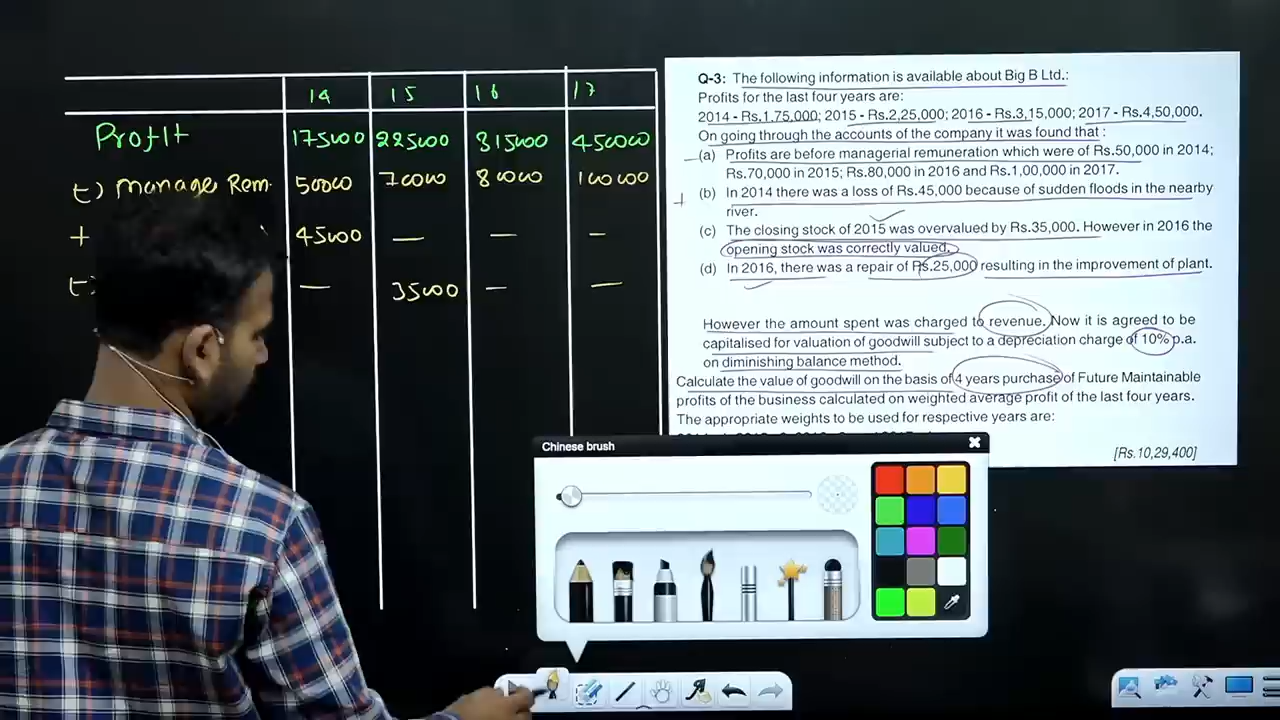 14 15 16 17
Profit 175000 225000 315000 450000
(-) manage Rem. 50000 70000 80000 100000
+ 45000 — — —
(-) — 35000 — —
Q-3: The following information is available about Big B Ltd.:
Profits for the last four years are:
2014 - Rs.1,75,000; 2015 - Rs.2,25,000; 2016 - Rs.3,15,000; 2017 - Rs.4,50,000.
On going through the accounts of the company it was found that :
(a) Profits are before managerial remuneration which were of Rs.50,000 in 2014;
Rs.70,000 in 2015; Rs.80,000 in 2016 and Rs.1,00,000 in 2017.
+ (b) In 2014 there was a loss of Rs.45,000 because of sudden floods in the nearby
river.
(c) The closing stock of 2015 was overvalued by Rs.35,000. However in 2016 the
opening stock was correctly valued.
(d) In 2016, there was a repair of Rs.25,000 resulting in the improvement of plant.
However the amount spent was charged to revenue. Now it is agreed to be
capitalised for valuation of goodwill subject to a depreciation charge of 10% p.a.
on diminishing balance method.
Calculate the value of goodwill on the basis of 4 years purchase of Future Maintainable
profits of the business calculated on weighted average profit of the last four years.
The appropriate weights to be used for respective years are:
[Rs.10,29,400]
Chinese brush